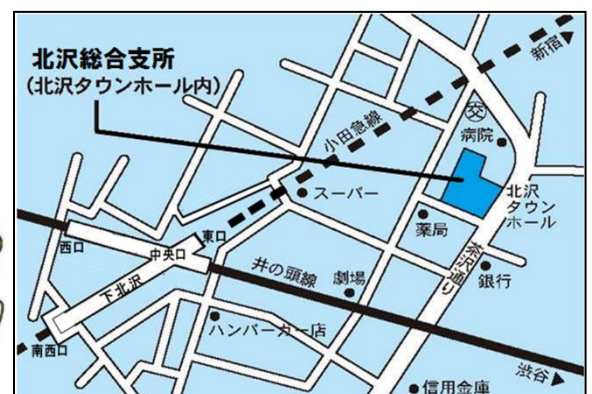 北沢総合支所
(北沢タウンホール内)
新宿▶
小田急線
交
病院
スーパー
北沢
タウン
ホール
薬局
東口
西口
中央口
茶沢通り
井の頭線
劇場
銀行
下北沢
ハンバーガー店
南西口
渋谷▶
信用金庫